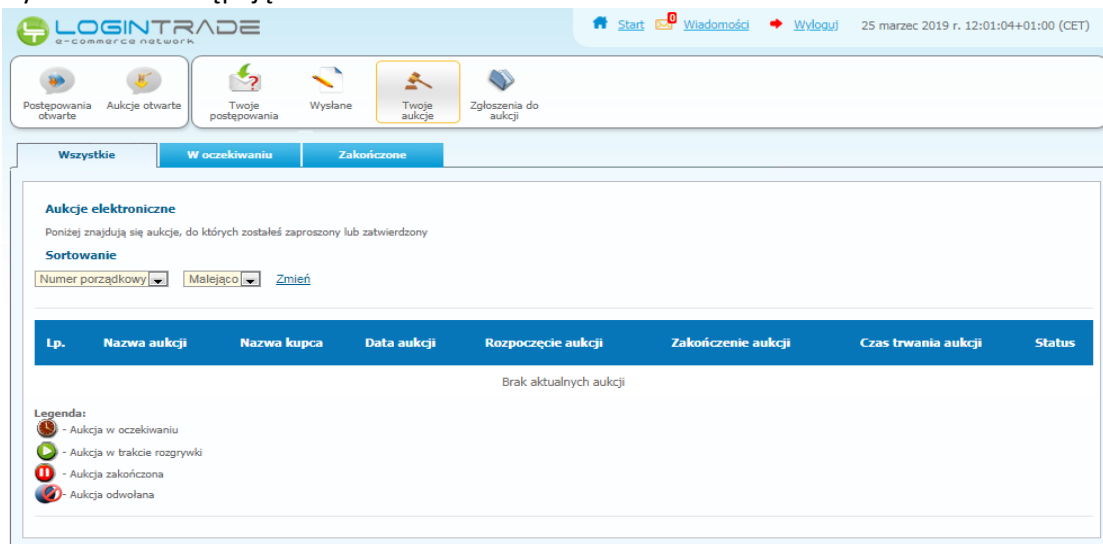 LOGINTRADE
e-commerce network
Start 0 Wiadomości Wyloguj 25 marzec 2019 r. 12:01:04+01:00 (CET)
Postępowania otwarte
Aukcje otwarte
Twoje postępowania
Wysłane
Twoje aukcje
Zgłoszenia do aukcji
Wszystkie W oczekiwaniu Zakończone
Aukcje elektroniczne
Poniżej znajdują się aukcje, do których zostałeś zaproszony lub zatwierdzony
Sortowanie
Numer porządkowy Malejąco Zmień
Lp. Nazwa aukcji Nazwa kupca Data aukcji Rozpoczęcie aukcji Zakończenie aukcji Czas trwania aukcji Status
Brak aktualnych aukcji
Legenda:
- Aukcja w oczekiwaniu
- Aukcja w trakcie rozgrywki
- Aukcja zakończona
- Aukcja odwołana